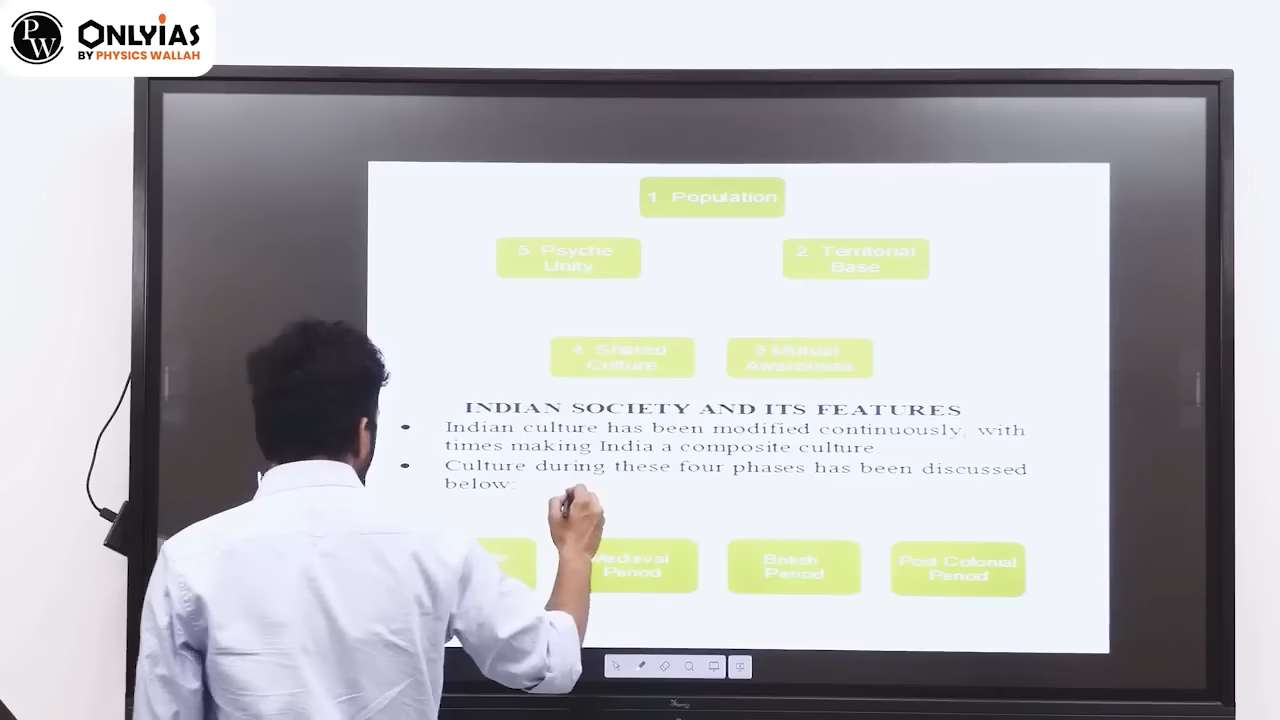 PW
ONLYIAS
BY PHYSICS WALLAH
1. Population
5. Psyche
Unity
2. Territorial
Base
4. Shared
Culture
3 Mutual
Awareness
INDIAN SOCIETY AND ITS FEATURES
• Indian culture has been modified continuously, with
times making India a composite culture.
• Culture during these four phases has been discussed
below:
Medieval
Period
British
Period
Post Colonial
Period